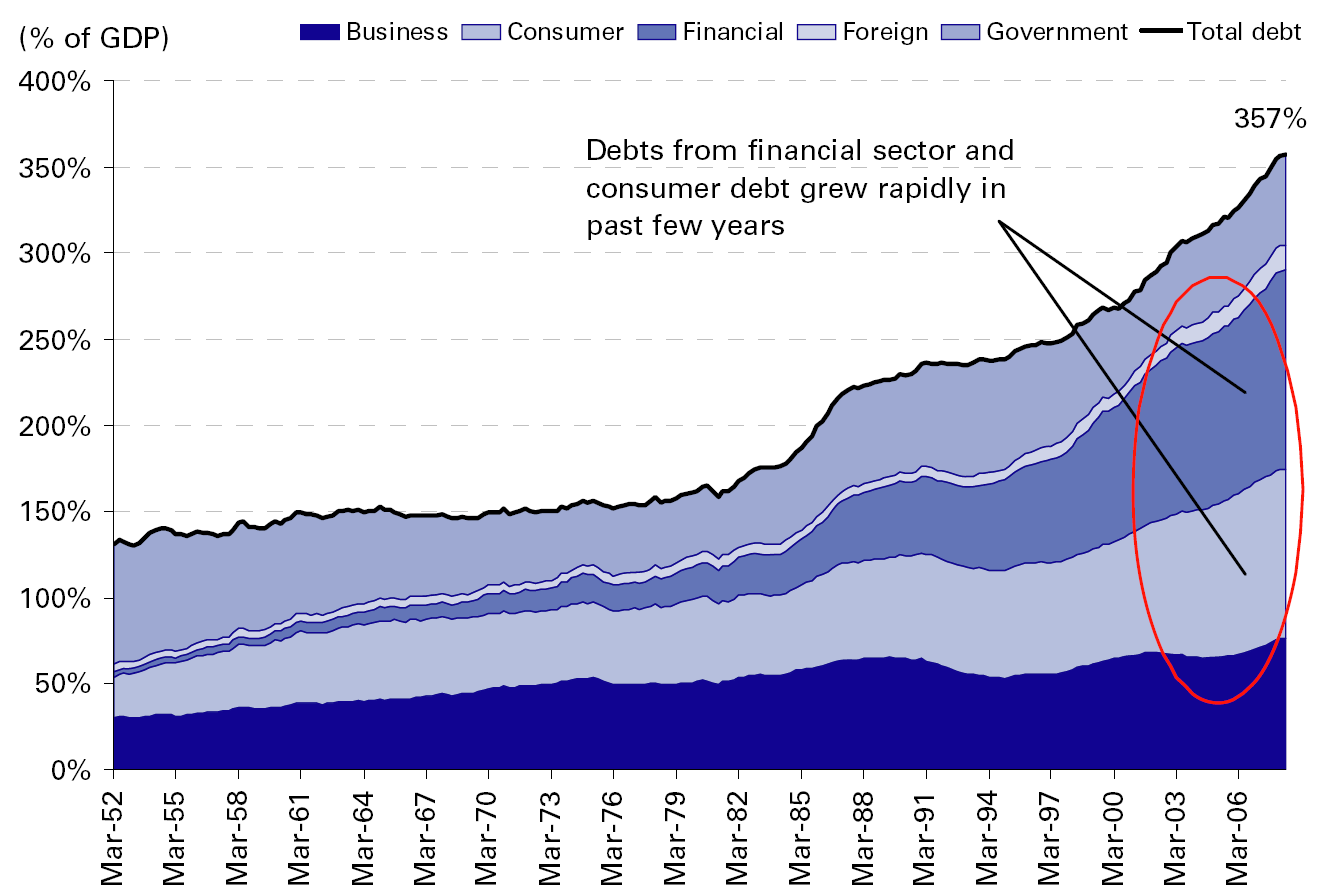 (% of GDP)
Business Consumer Financial Foreign Government Total debt
400%
357%
Debts from financial sector and
350%
consumer debt grew rapidly in
past few years
300%
250%
200%
150%
100%
50%
0%
Mar-52 Mar-55 Mar-58 Mar-61 Mar-64 Mar-67 Mar-70 Mar-73 Mar-76 Mar-79 Mar-82 Mar-85 Mar-88 Mar-91 Mar-94 Mar-97 Mar-00 Mar-03 Mar-06